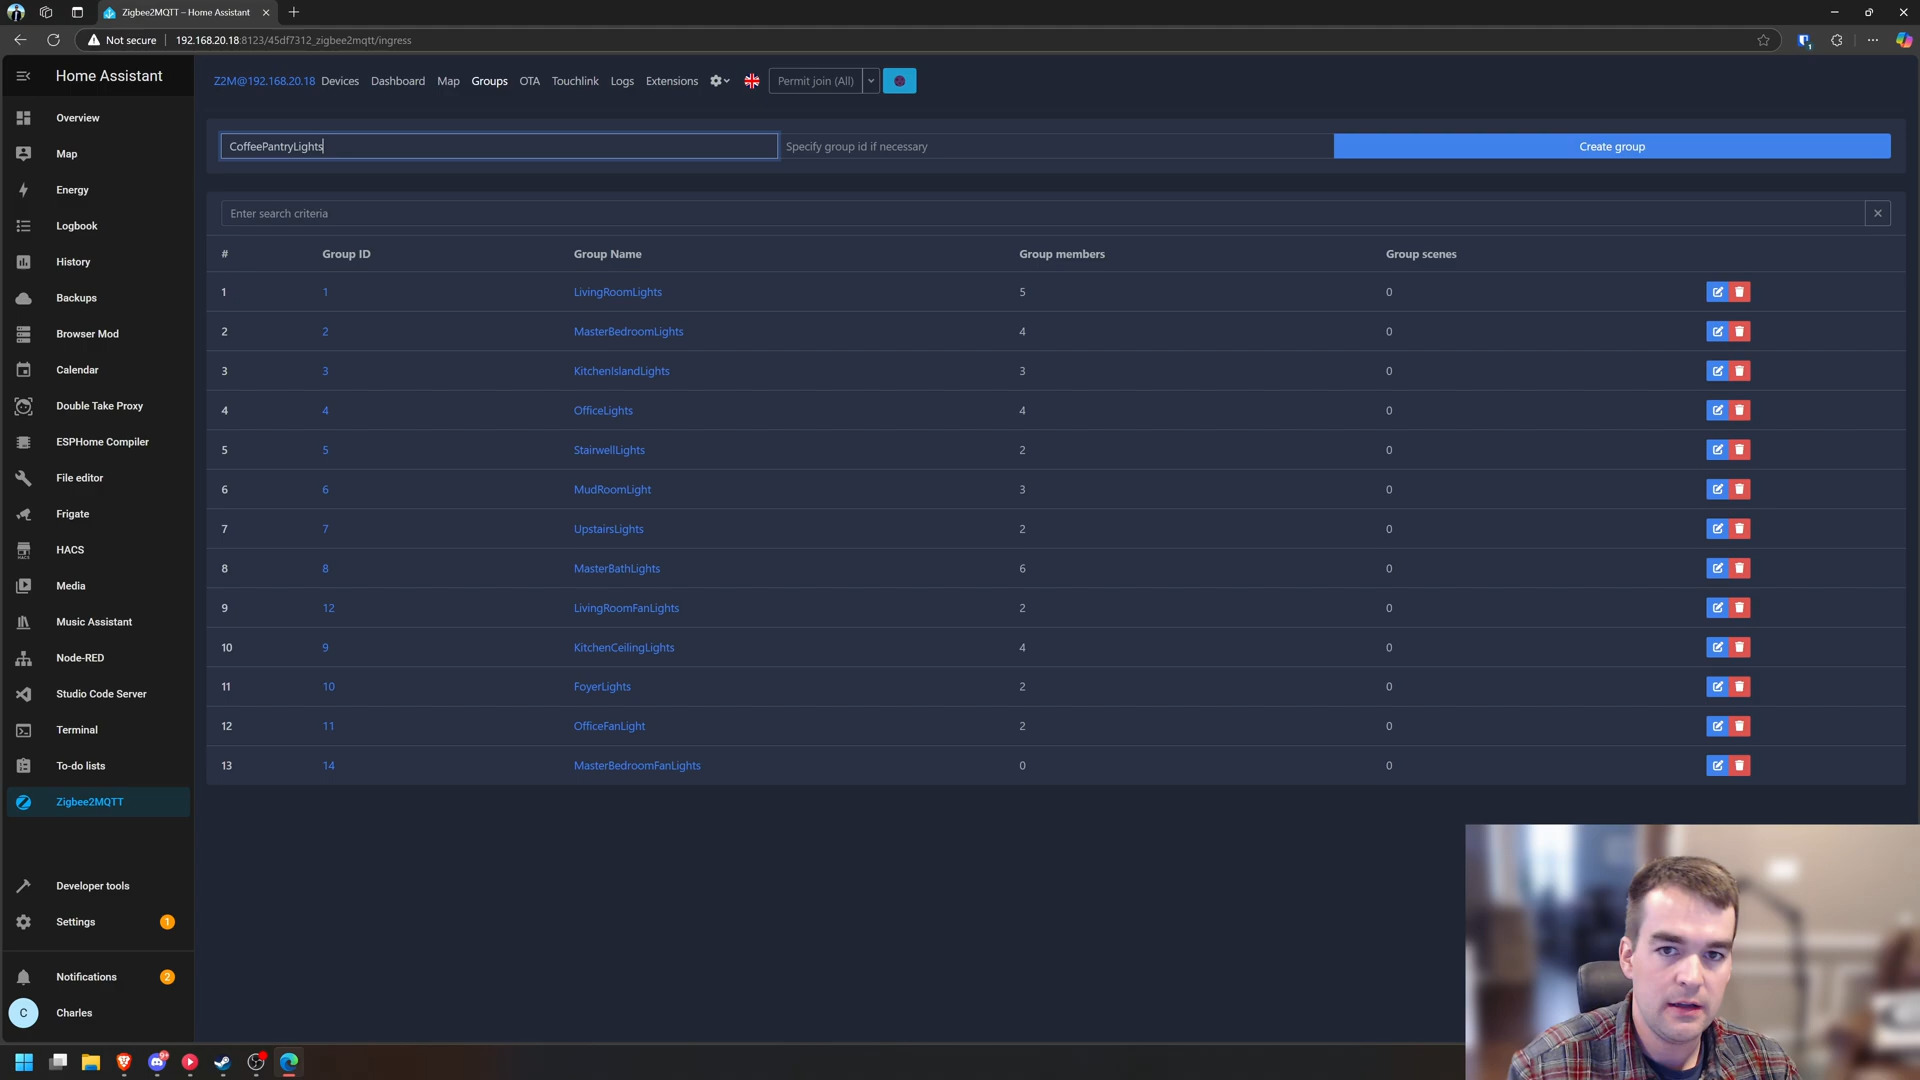 Zigbee2MQTT – Home Assistant
Not secure
192.168.20.18:8123/45df7312_zigbee2mqtt/ingress
1
Home Assistant
Z2M@192.168.20.18 Devices Dashboard Map Groups OTA Touchlink Logs Extensions
Permit join (All)
CoffeePantryLights
Specify group id if necessary
Create group
Enter search criteria
# Group ID Group Name Group members Group scenes
1 1 LivingRoomLights 5 0
2 2 MasterBedroomLights 4 0
3 3 KitchenIslandLights 3 0
4 4 OfficeLights 4 0
5 5 StairwellLights 2 0
6 6 MudRoomLight 3 0
7 7 UpstairsLights 2 0
8 8 MasterBathLights 6 0
9 12 LivingRoomFanLights 2 0
10 9 KitchenCeilingLights 4 0
11 10 FoyerLights 2 0
12 11 OfficeFanLight 2 0
13 14 MasterBedroomFanLights 0 0
Overview
Map
Energy
Logbook
History
Backups
Browser Mod
Calendar
Double Take Proxy
ESPHome Compiler
File editor
Frigate
HACS
HACS
Media
Music Assistant
Node-RED
Studio Code Server
Terminal
To-do lists
Zigbee2MQTT
Developer tools
Settings 1
Notifications 2
C Charles